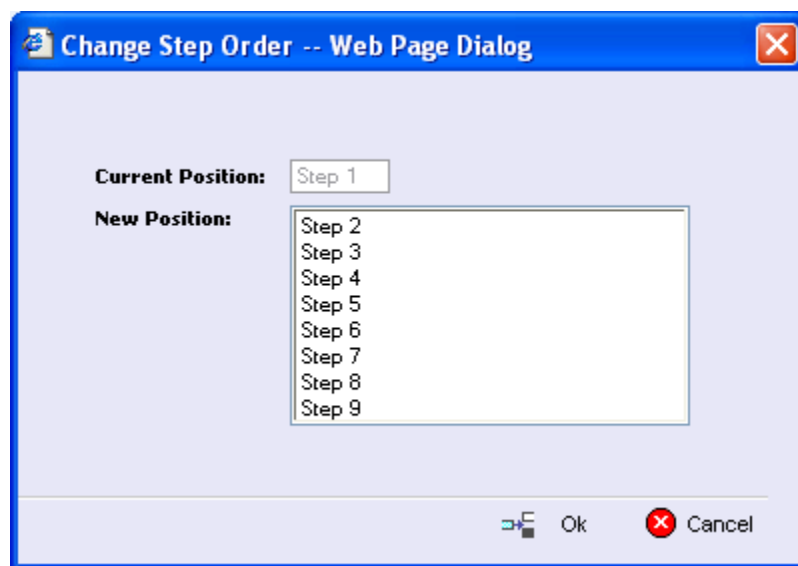 Change Step Order -- Web Page Dialog
Current Position: Step 1
New Position:
Step 2
Step 3
Step 4
Step 5
Step 6
Step 7
Step 8
Step 9
Ok Cancel